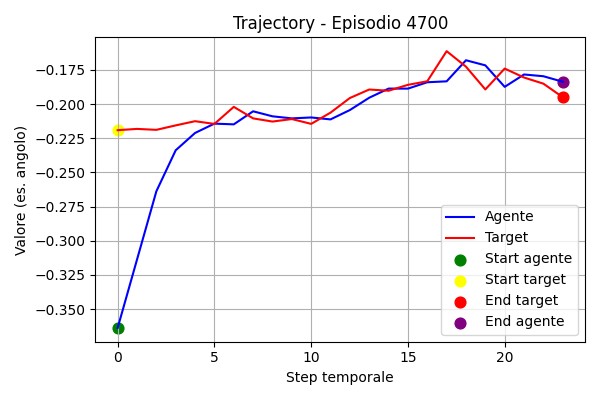 Trajectory - Episodio 4700
Valore (es. angolo)
−0.175
−0.200
−0.225
−0.250
−0.275
−0.300
−0.325
−0.350
Agente
Target
Start agente
Start target
End target
End agente
0 5 10 15 20
Step temporale